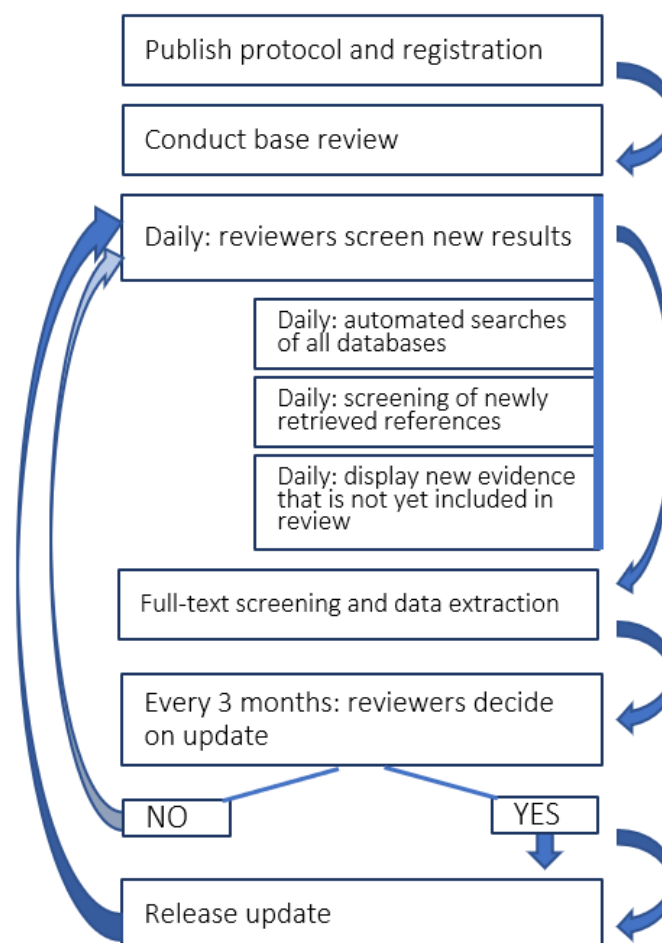 Publish protocol and registration
Conduct base review
Daily: reviewers screen new results
Daily: automated searches
of all databases
Daily: screening of newly
retrieved references
Daily: display new evidence
that is not yet included in
review
Full-text screening and data extraction
Every 3 months: reviewers decide
on update
NO
YES
Release update